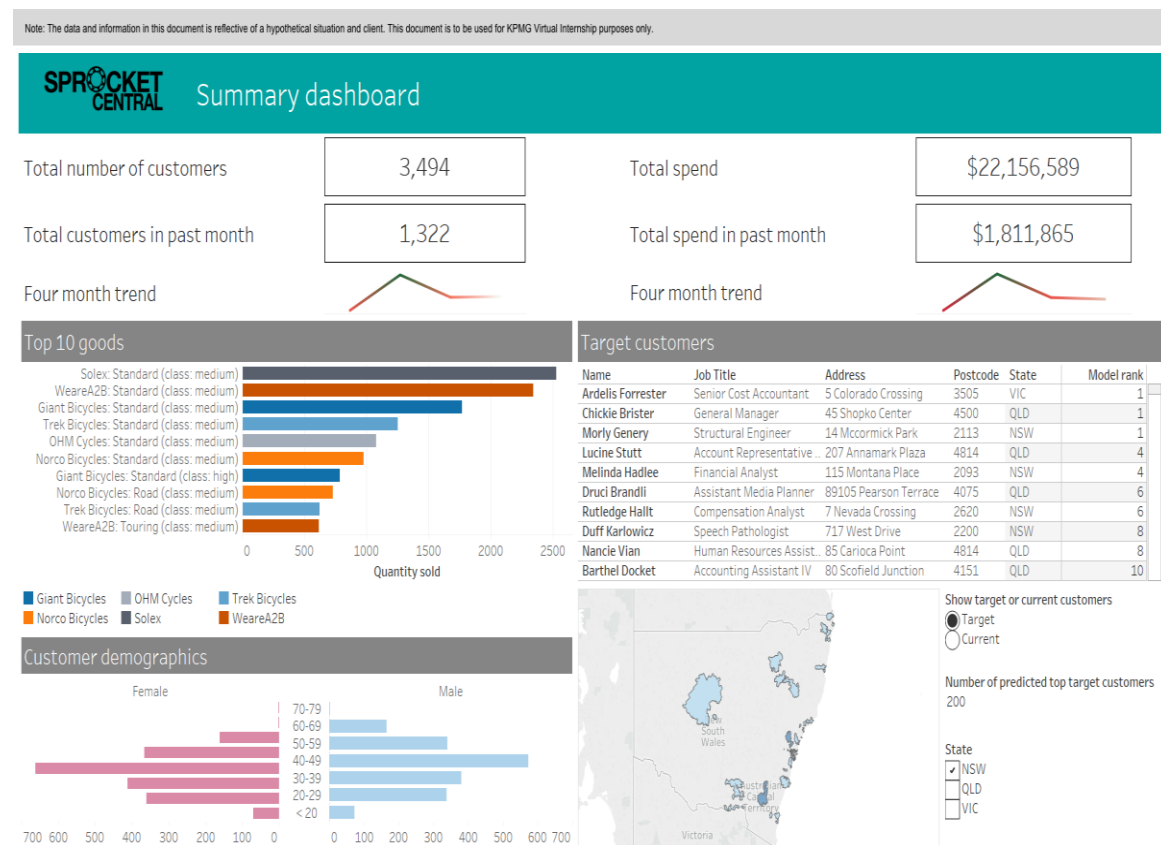 Note: The data and information in this document is reflective of a hypothetical situation and client. This document is to be used for KPMG Virtual Internship purposes only.
SPROCKET
CENTRAL
Summary dashboard
Total number of customers
3,494
Total spend
$22,156,589
Total customers in past month
1,322
Total spend in past month
$1,811,865
Four month trend
Four month trend
Top 10 goods
Solex: Standard (class: medium)
WeareA2B: Standard (class: medium)
Giant Bicycles: Standard (class: medium)
Trek Bicycles: Standard (class: medium)
OHM Cycles: Standard (class: medium)
Norco Bicycles: Standard (class: medium)
Giant Bicycles: Standard (class: high)
Norco Bicycles: Road (class: medium)
Trek Bicycles: Road (class: medium)
WeareA2B: Touring (class: medium)
0 500 1000 1500 2000 2500
Quantity sold
Giant Bicycles OHM Cycles Trek Bicycles
Norco Bicycles Solex WeareA2B
Target customers
Name Job Title Address Postcode State Model rank
Ardelis Forrester Senior Cost Accountant 5 Colorado Crossing 3505 VIC 1
Chickie Brister General Manager 45 Shopko Center 4500 QLD 1
Morly Genery Structural Engineer 14 Mccormick Park 2113 NSW 1
Lucine Stutt Account Representative .. 207 Annamark Plaza 4814 QLD 4
Melinda Hadlee Financial Analyst 115 Montana Place 2093 NSW 4
Druci Brandli Assistant Media Planner 89105 Pearson Terrace 4075 QLD 6
Rutledge Hallt Compensation Analyst 7 Nevada Crossing 2620 NSW 6
Duff Karlowicz Speech Pathologist 717 West Drive 2200 NSW 8
Nancie Vian Human Resources Assist.. 85 Carioca Point 4814 QLD 8
Barthel Docket Accounting Assistant IV 80 Scofield Junction 4151 QLD 10
Customer demographics
Female Male
70-79
60-69
50-59
40-49
30-39
20-29
< 20
700 600 500 400 300 200 100 0 0 100 200 300 400 500 600 700
South
Wales
Territory
Victoria
Show target or current customers
Target
Current
Number of predicted top target customers
200
State
NSW
QLD
VIC